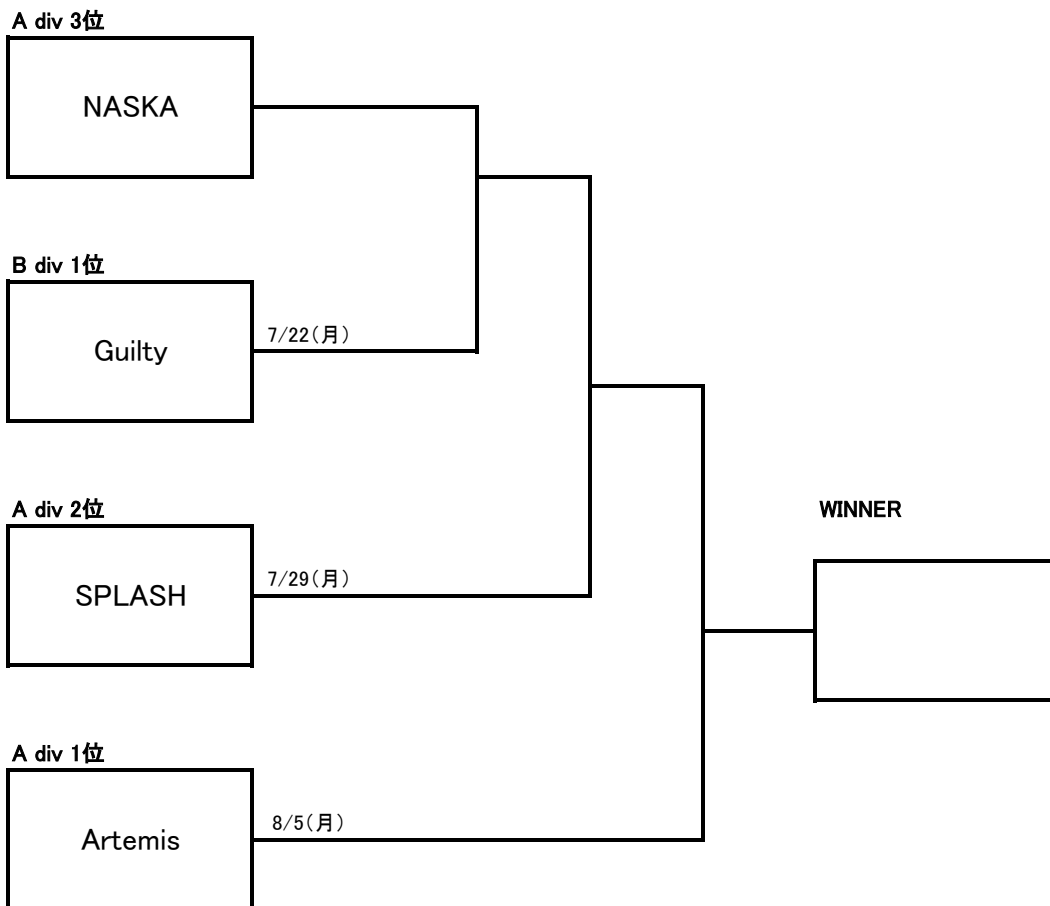 A div 3位
NASKA
B div 1位
Guilty
7/22(月)
A div 2位
SPLASH
7/29(月)
WINNER
A div 1位
Artemis
8/5(月)